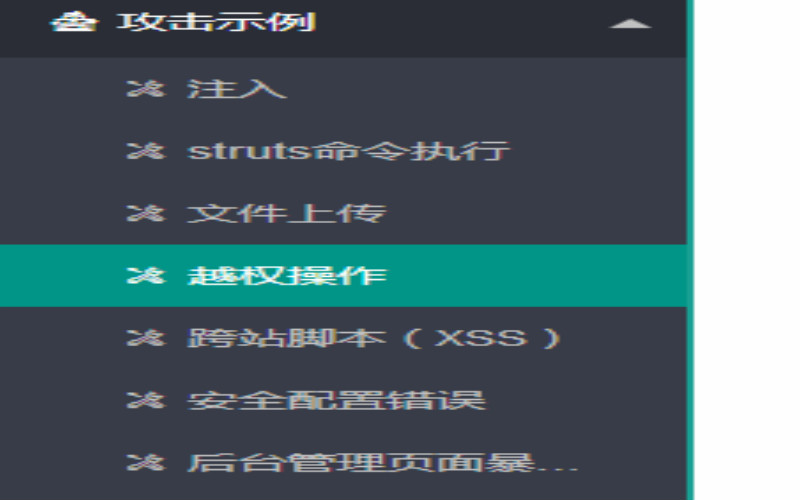 攻击示例
注入
struts命令执行
文件上传
越权操作
跨站脚本（XSS）
安全配置错误
后台管理页面暴...